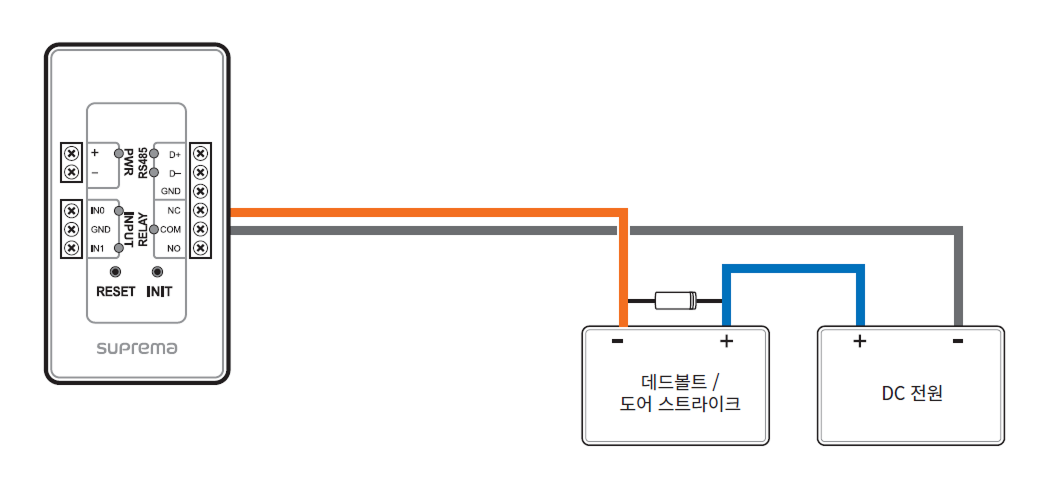 +
−
PWR
RS485
D+
D−
GND
IN0
GND
IN1
INPUT
RELAY
NC
COM
NO
RESET
INIT
suprema
-
+
데드볼트 /
도어 스트라이크
+
-
DC 전원